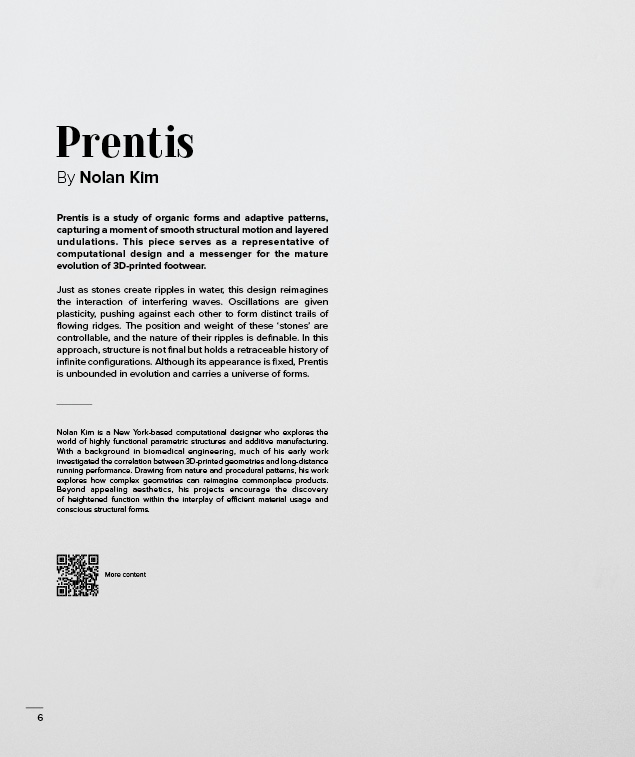 Prentis
By Nolan Kim
Prentis is a study of organic forms and adaptive patterns,
capturing a moment of smooth structural motion and layered
undulations. This piece serves as a representative of
computational design and a messenger for the mature
evolution of 3D-printed footwear.
Just as stones create ripples in water, this design reimagines
the interaction of interfering waves. Oscillations are given
plasticity, pushing against each other to form distinct trails of
flowing ridges. The position and weight of these ‘stones’ are
controllable, and the nature of their ripples is definable. In this
approach, structure is not final but holds a retraceable history of
infinite configurations. Although its appearance is fixed, Prentis
is unbounded in evolution and carries a universe of forms.
Nolan Kim is a New York-based computational designer who explores the
world of highly functional parametric structures and additive manufacturing.
With a background in biomedical engineering, much of his early work
investigated the correlation between 3D-printed geometries and long-distance
running performance. Drawing from nature and procedural patterns, his work
explores how complex geometries can reimagine commonplace products.
Beyond appealing aesthetics, his projects encourage the discovery
of heightened function within the interplay of efficient material usage and
conscious structural forms.
More content
6